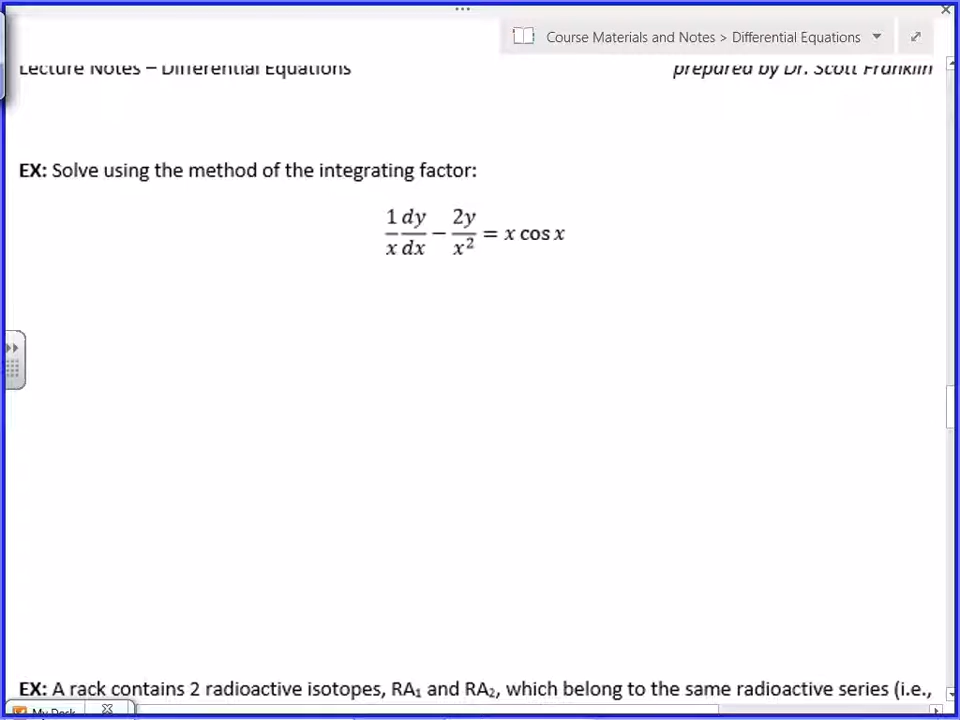 Course Materials and Notes > Differential Equations
Lecture Notes – Differential Equations prepared by Dr. Scott Franklin
EX: Solve using the method of the integrating factor:
1/x dy/dx − 2y/x² = x cos x
EX: A rack contains 2 radioactive isotopes, RA₁ and RA₂, which belong to the same radioactive series (i.e.,
My Desk